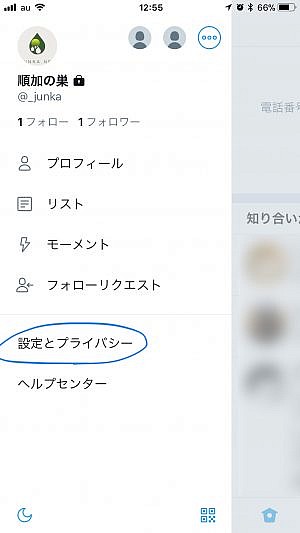 au 12:55 66%
順加の巣
@_junka
1 フォロー 1 フォロワー
電話番号
プロフィール
リスト
知り合い
モーメント
フォローリクエスト
設定とプライバシー
ヘルプセンター